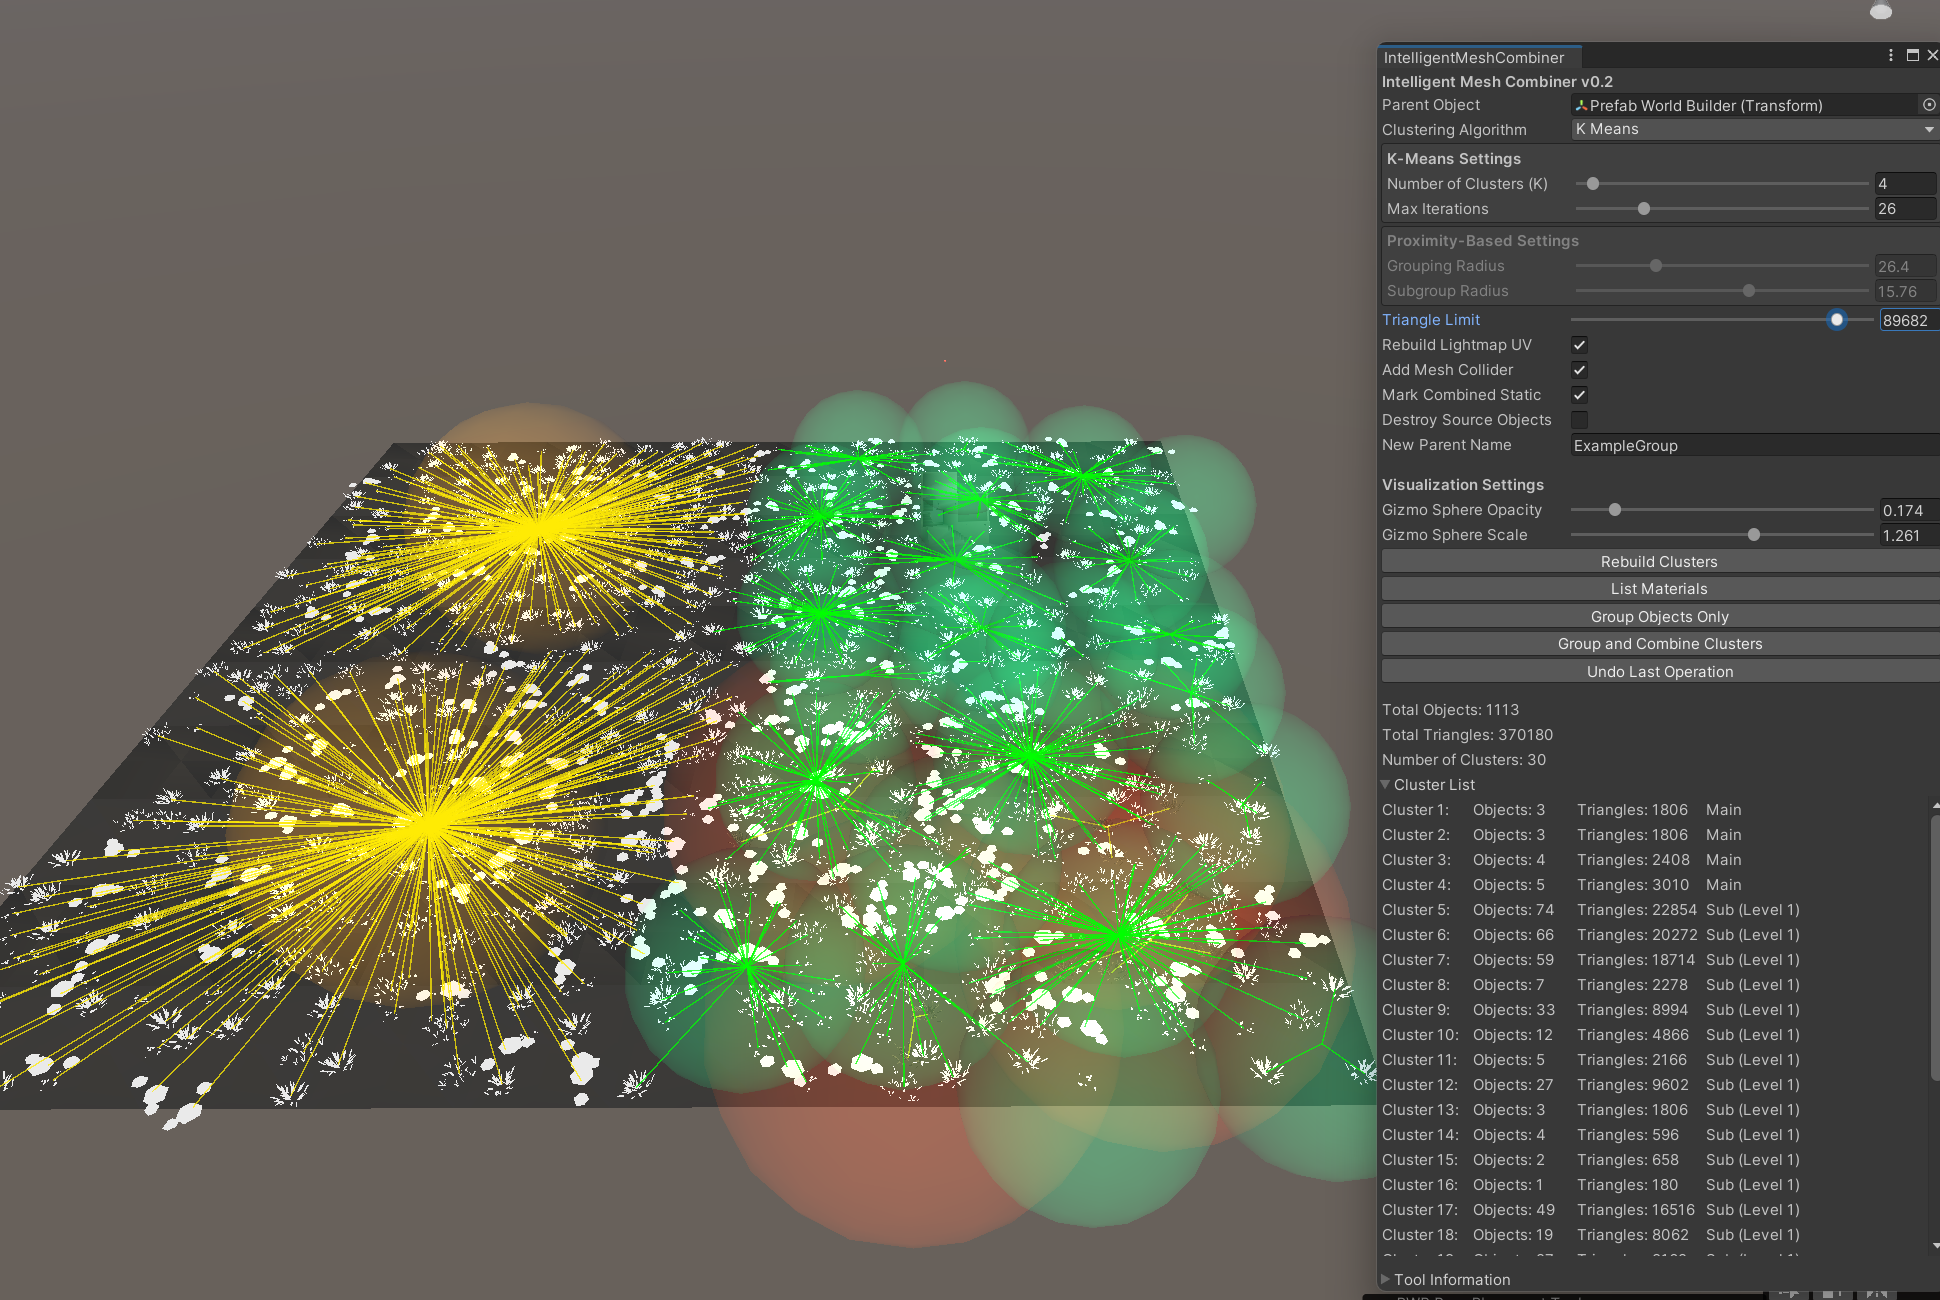 IntelligentMeshCombiner
Intelligent Mesh Combiner v0.2
Parent Object Prefab World Builder (Transform)
Clustering Algorithm K Means
K-Means Settings
Number of Clusters (K) 4
Max Iterations 26
Proximity-Based Settings
Grouping Radius 26.4
Subgroup Radius 15.76
Triangle Limit 89682
Rebuild Lightmap UV
Add Mesh Collider
Mark Combined Static
Destroy Source Objects
New Parent Name ExampleGroup
Visualization Settings
Gizmo Sphere Opacity 0.174
Gizmo Sphere Scale 1.261
Rebuild Clusters
List Materials
Group Objects Only
Group and Combine Clusters
Undo Last Operation
Total Objects: 1113
Total Triangles: 370180
Number of Clusters: 30
Cluster List
Cluster 1: Objects: 3 Triangles: 1806 Main
Cluster 2: Objects: 3 Triangles: 1806 Main
Cluster 3: Objects: 4 Triangles: 2408 Main
Cluster 4: Objects: 5 Triangles: 3010 Main
Cluster 5: Objects: 74 Triangles: 22854 Sub (Level 1)
Cluster 6: Objects: 66 Triangles: 20272 Sub (Level 1)
Cluster 7: Objects: 59 Triangles: 18714 Sub (Level 1)
Cluster 8: Objects: 7 Triangles: 2278 Sub (Level 1)
Cluster 9: Objects: 33 Triangles: 8994 Sub (Level 1)
Cluster 10: Objects: 12 Triangles: 4866 Sub (Level 1)
Cluster 11: Objects: 5 Triangles: 2166 Sub (Level 1)
Cluster 12: Objects: 27 Triangles: 9602 Sub (Level 1)
Cluster 13: Objects: 3 Triangles: 1806 Sub (Level 1)
Cluster 14: Objects: 4 Triangles: 596 Sub (Level 1)
Cluster 15: Objects: 2 Triangles: 658 Sub (Level 1)
Cluster 16: Objects: 1 Triangles: 180 Sub (Level 1)
Cluster 17: Objects: 49 Triangles: 16516 Sub (Level 1)
Cluster 18: Objects: 19 Triangles: 8062 Sub (Level 1)
Tool Information